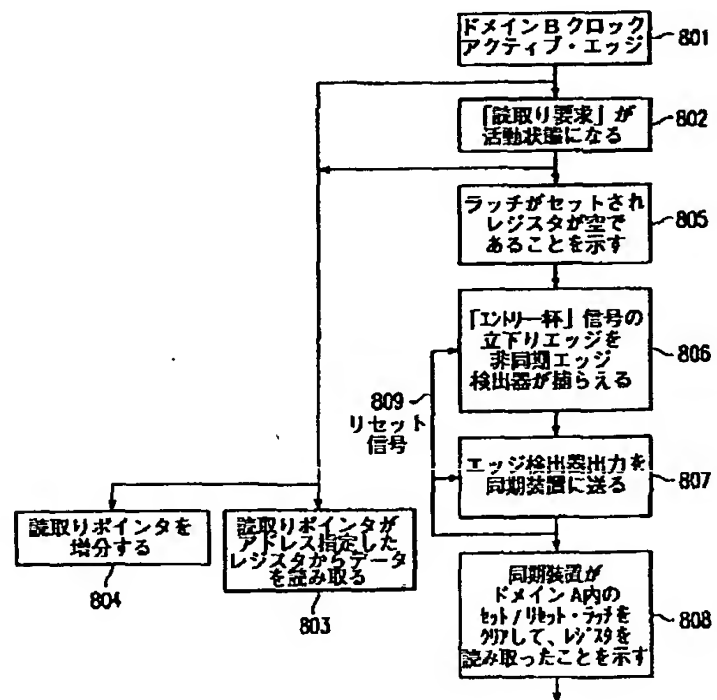 ドメインBクロック
アクティブ・エッジ
801
「読取り要求」が
活動状態になる
802
ラッチがセットされ
レジスタが空で
あることを示す
805
「エントリ一杯」信号の
立下りエッジを
非同期エッジ
検出器が捕らえる
806
809
リセット
信号
エッジ検出器出力を
同期装置に送る
807
読取りポインタを
増分する
804
読取りポインタが
アドレス指定した
レジスタからデータ
を読み取る
803
同期装置が
ドメインA内の
セット/リセット・ラッチを
クリアして、レジスタを
読み取ったことを示す
808